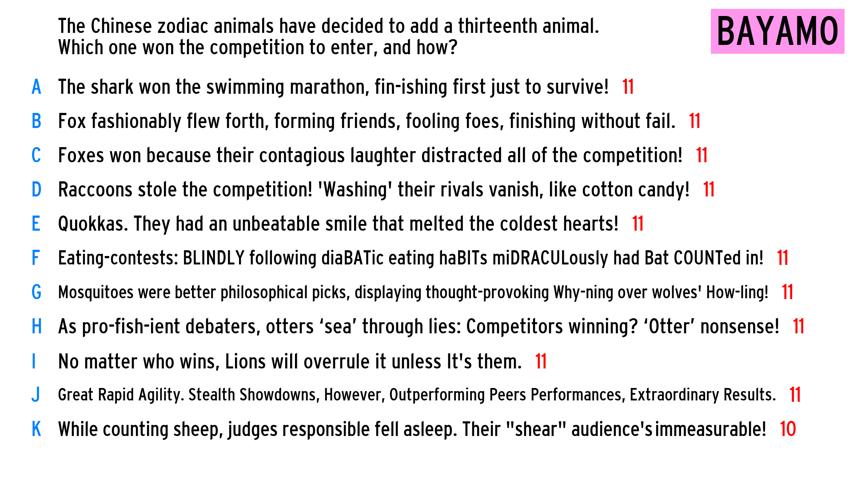 The Chinese zodiac animals have decided to add a thirteenth animal.
Which one won the competition to enter, and how?
BAYAMO
A The shark won the swimming marathon, fin-ishing first just to survive! 11
B Fox fashionably flew forth, forming friends, fooling foes, finishing without fail. 11
C Foxes won because their contagious laughter distracted all of the competition! 11
D Raccoons stole the competition! 'Washing' their rivals vanish, like cotton candy! 11
E Quokkas. They had an unbeatable smile that melted the coldest hearts! 11
F Eating-contests: BLINDLY following diaBATic eating haBITs miDRACULously had Bat COUNTed in! 11
G Mosquitoes were better philosophical picks, displaying thought-provoking Why-ning over wolves' How-ling! 11
H As pro-fish-ient debaters, otters ‘sea’ through lies: Competitors winning? ‘Otter’ nonsense! 11
I No matter who wins, Lions will overrule it unless It's them. 11
J Great Rapid Agility. Stealth Showdowns, However, Outperforming Peers Performances, Extraordinary Results. 11
K While counting sheep, judges responsible fell asleep. Their "shear" audience's immeasurable! 10